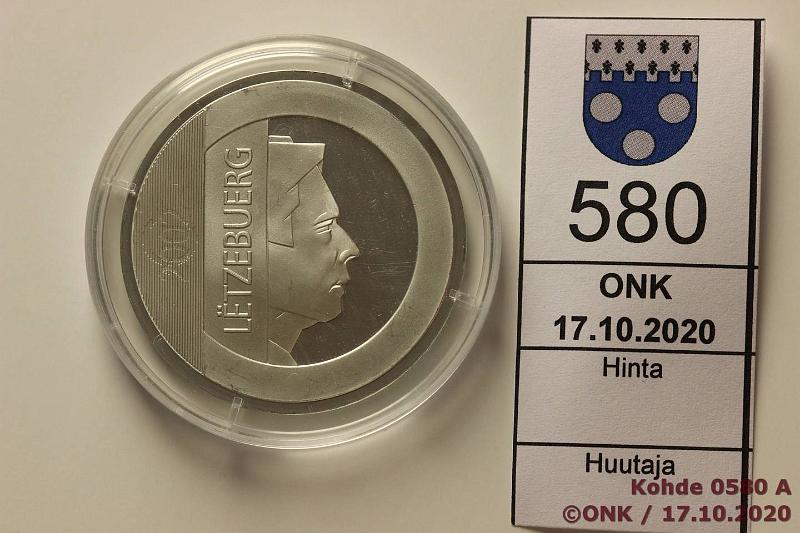 LËTZEBUERG
580
ONK
17.10.2020
Hinta
Huutaja
Kohde 0580 A
©ONK / 17.10.2020